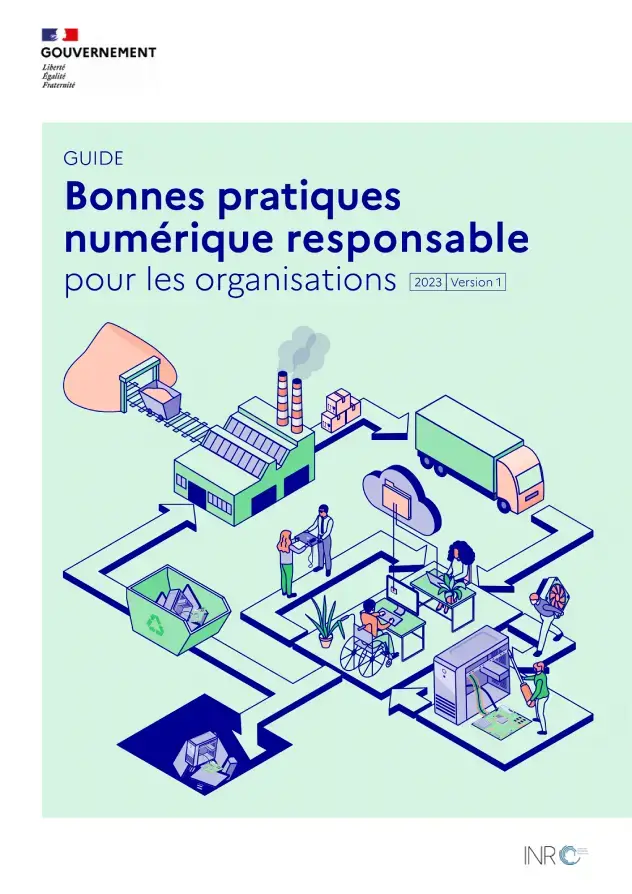 GOUVERNEMENT
Liberté
Égalité
Fraternité
GUIDE
Bonnes pratiques
numérique responsable
pour les organisations 2023 Version 1
INR